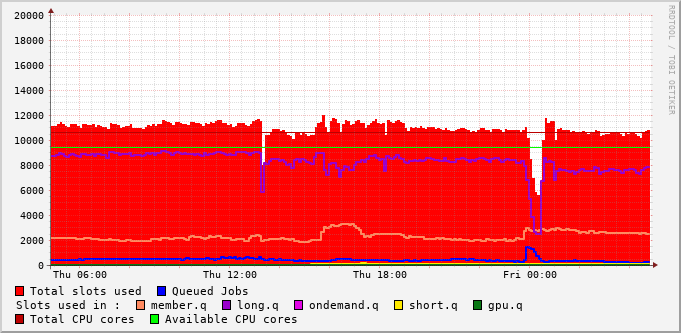 20000
18000
16000
14000
12000
10000
8000
6000
4000
2000
0
Thu 06:00 Thu 12:00 Thu 18:00 Fri 00:00
RRDTOOL / TOBI OETIKER
Total slots used Queued Jobs
Slots used in : member.q long.q ondemand.q short.q gpu.q
Total CPU cores Available CPU cores